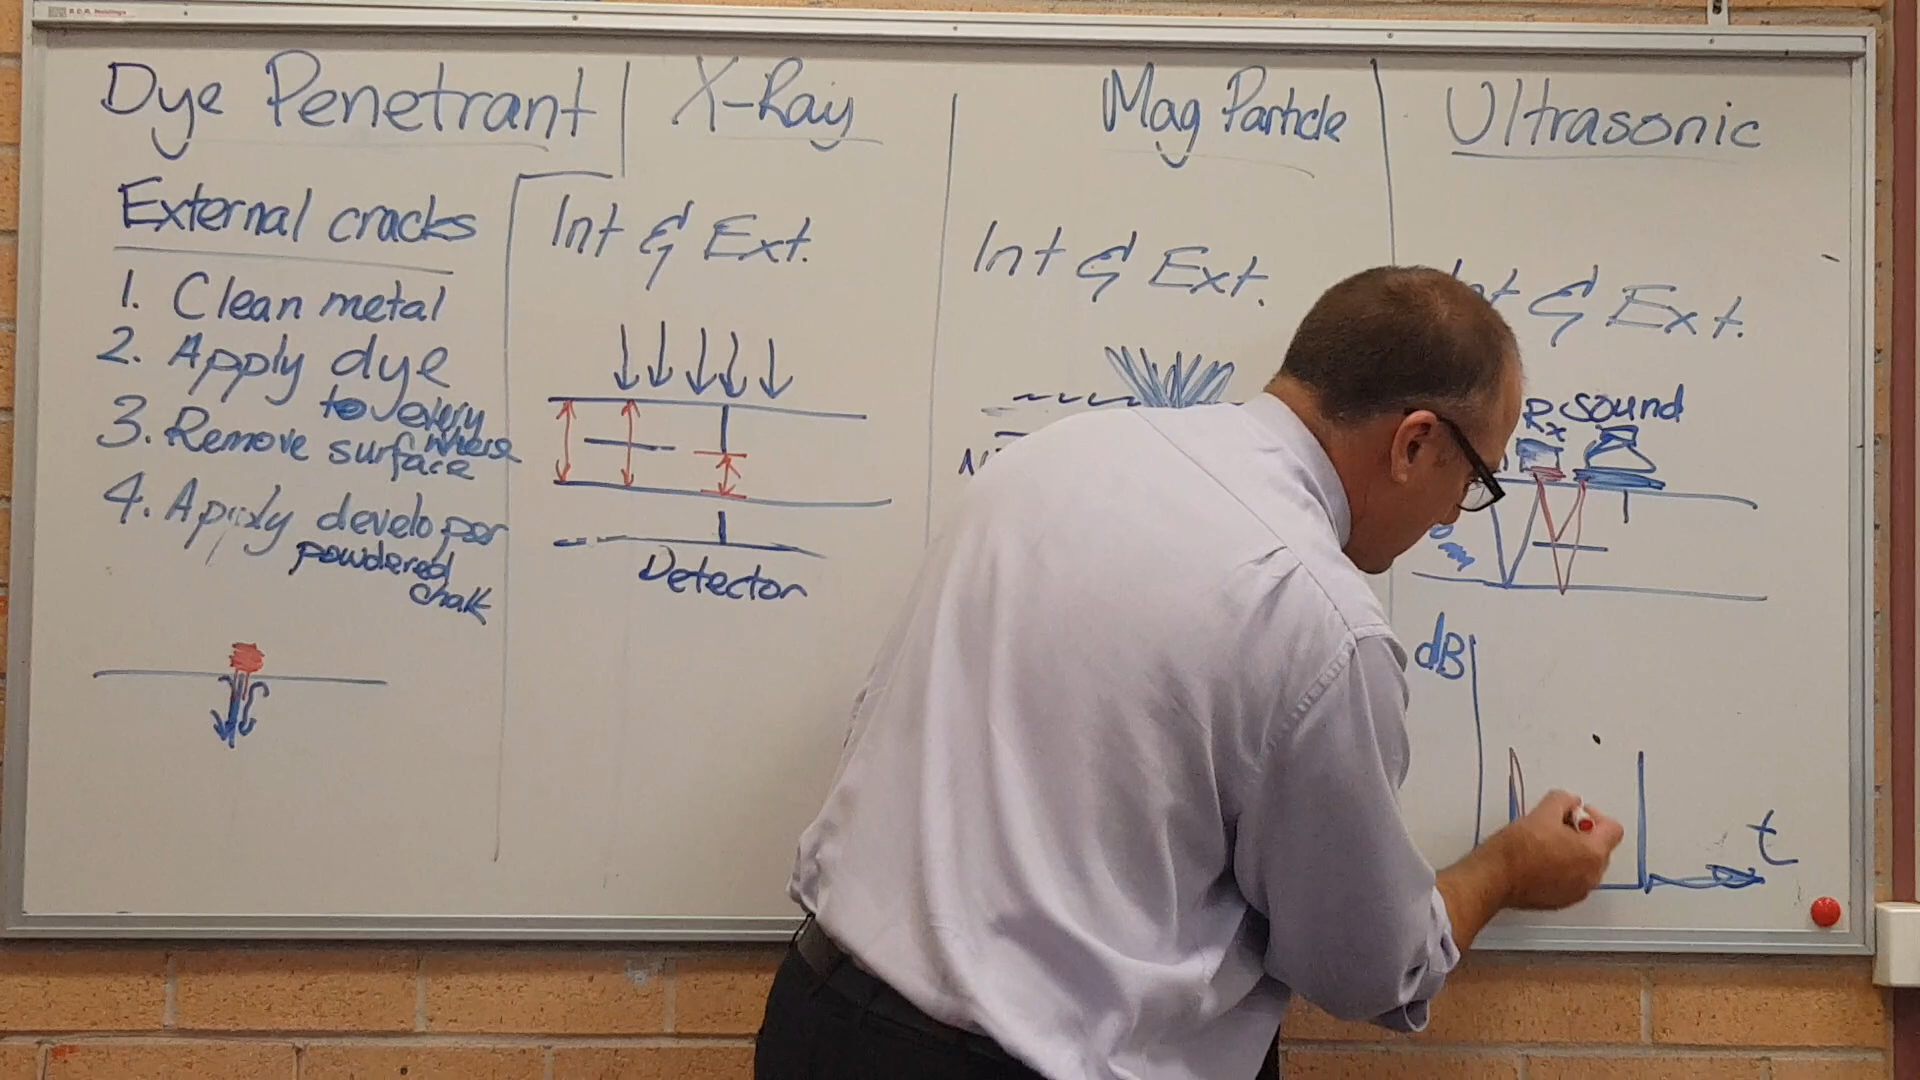 Dye Penetrant
External cracks
1. Clean metal
2. Apply dye
to every
where
3. Remove surface
4. Apply developer
powdered
chalk
X-Ray
Int & Ext.
Detector
Mag Particle
Int & Ext.
N
Ultrasonic
Int & Ext.
Rx sound
dB
t